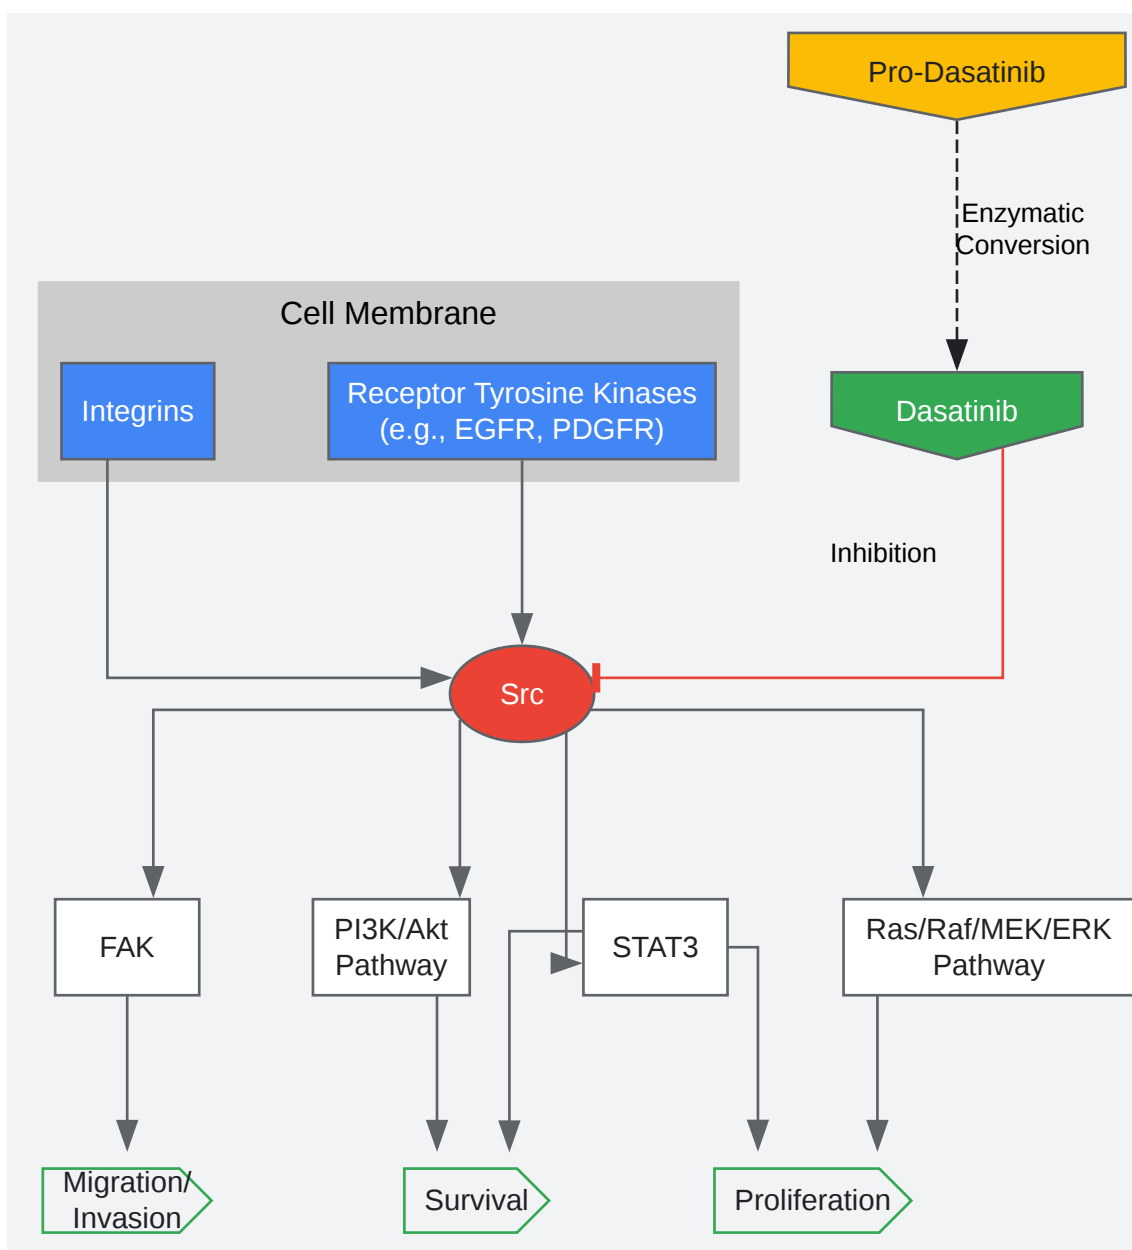 Pro-Dasatinib
Enzymatic
Conversion
Cell Membrane
Integrins
Receptor Tyrosine Kinases
(e.g., EGFR, PDGFR)
Dasatinib
Inhibition
Src
FAK
PI3K/Akt
Pathway
STAT3
Ras/Raf/MEK/ERK
Pathway
Migration/
Invasion
Survival
Proliferation